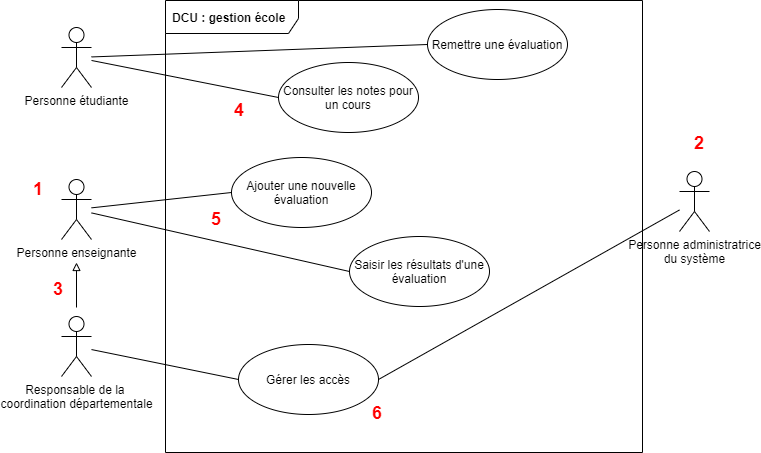 DCU : gestion école
Remettre une évaluation
Personne étudiante
Consulter les notes pour
un cours
4
2
1
Ajouter une nouvelle
évaluation
5
Personne enseignante
Personne administratrice
du système
Saisir les résultats d'une
évaluation
3
Gérer les accès
Responsable de la
coordination départementale
6